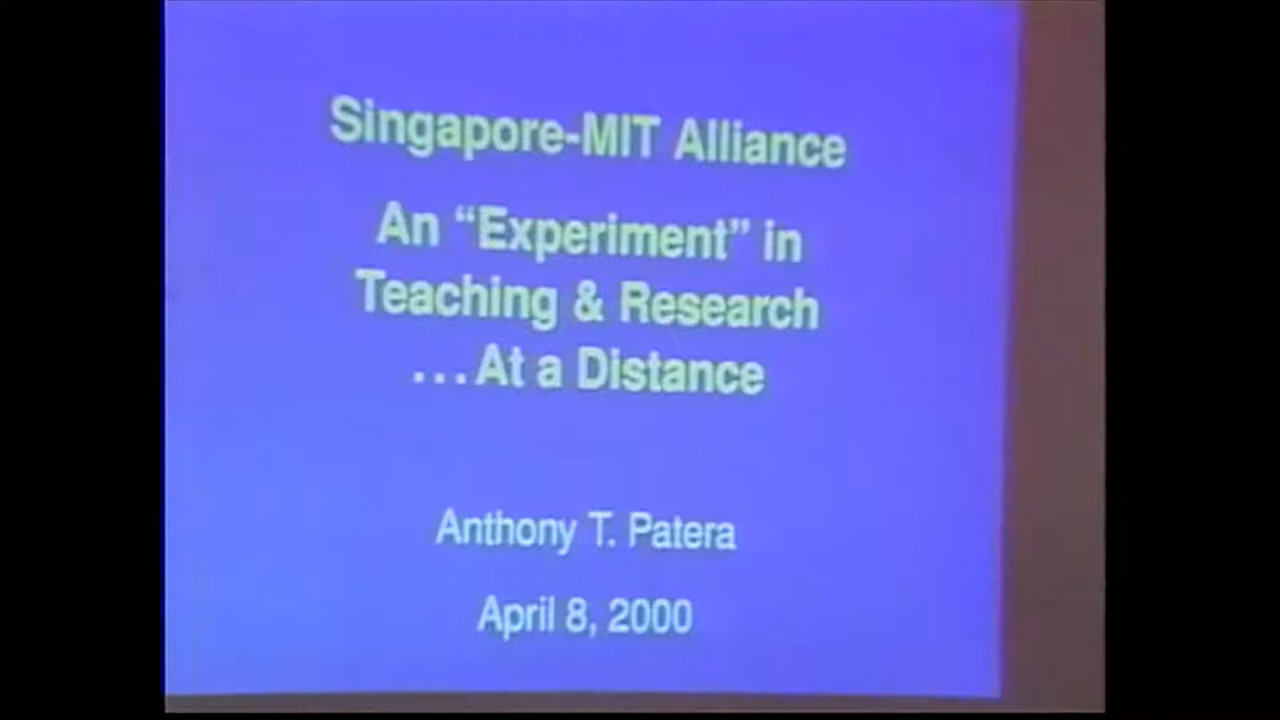 Singapore-MIT Alliance
An “Experiment” in
Teaching & Research
...At a Distance
Anthony T. Patera
April 8, 2000